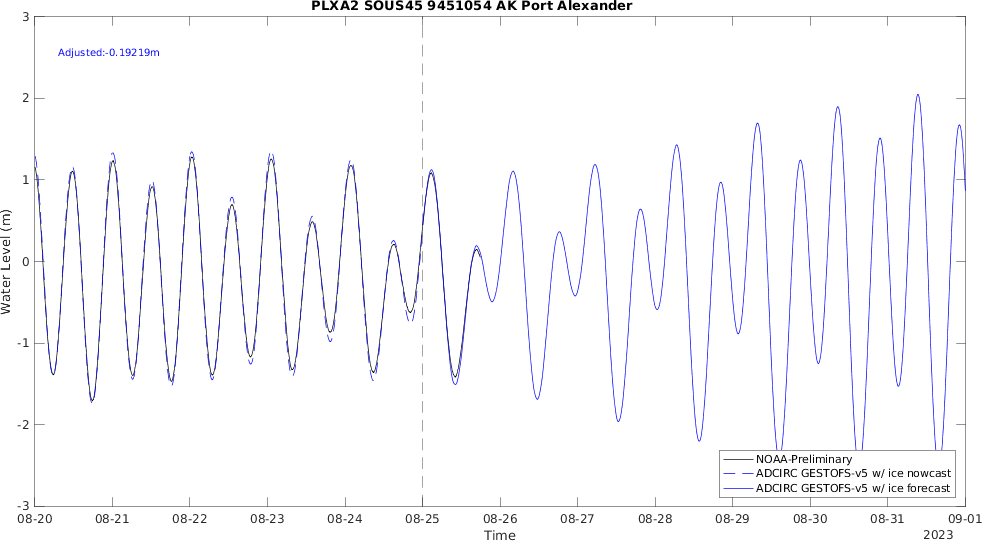 PLXA2 SOUS45 9451054 AK Port Alexander
Adjusted:-0.19219m
Water Level (m)
3
2
1
0
-1
-2
-3
NOAA-Preliminary
ADCIRC GESTOFS-v5 w/ ice nowcast
ADCIRC GESTOFS-v5 w/ ice forecast
08-20 08-21 08-22 08-23 08-24 08-25 08-26 08-27 08-28 08-29 08-30 08-31 09-01
Time
2023